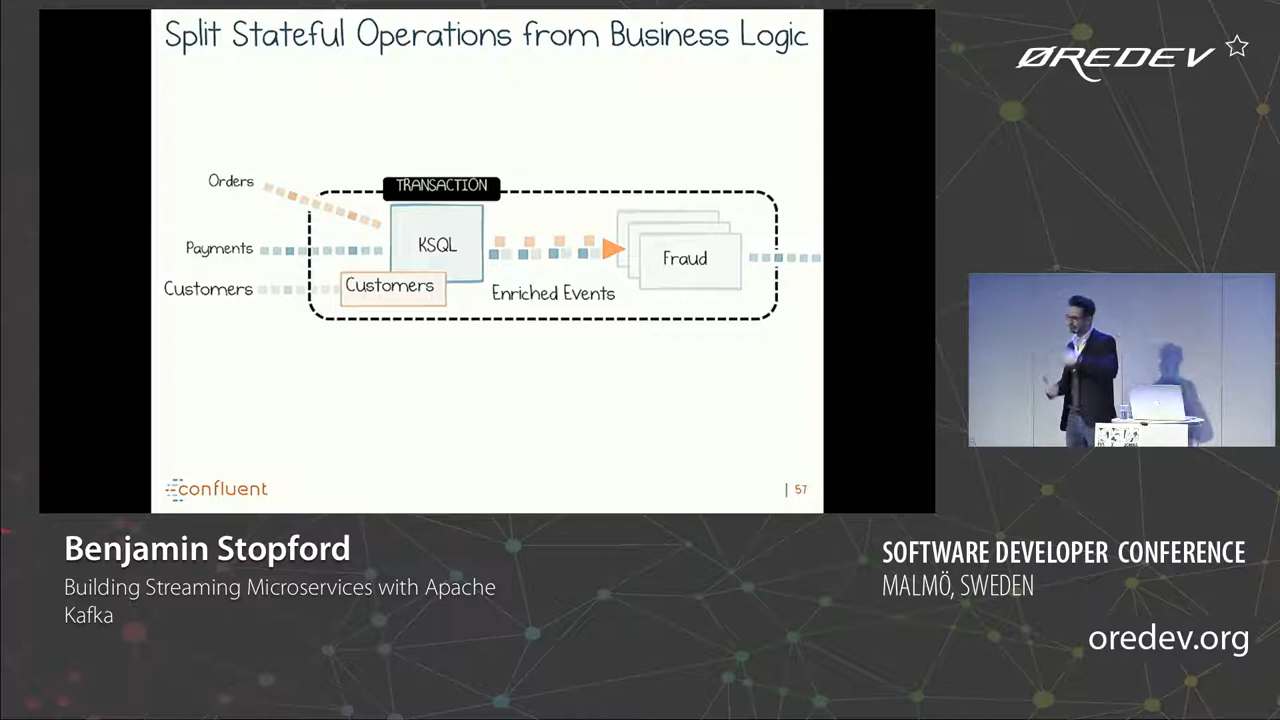 Split Stateful Operations from Business Logic
ØREDEV
Orders
TRANSACTION
KSQL
Payments
Fraud
Customers
Customers
Enriched Events
confluent
| 57
Benjamin Stopford
Building Streaming Microservices with Apache
Kafka
SOFTWARE DEVELOPER CONFERENCE
MALMÖ, SWEDEN
oredev.org